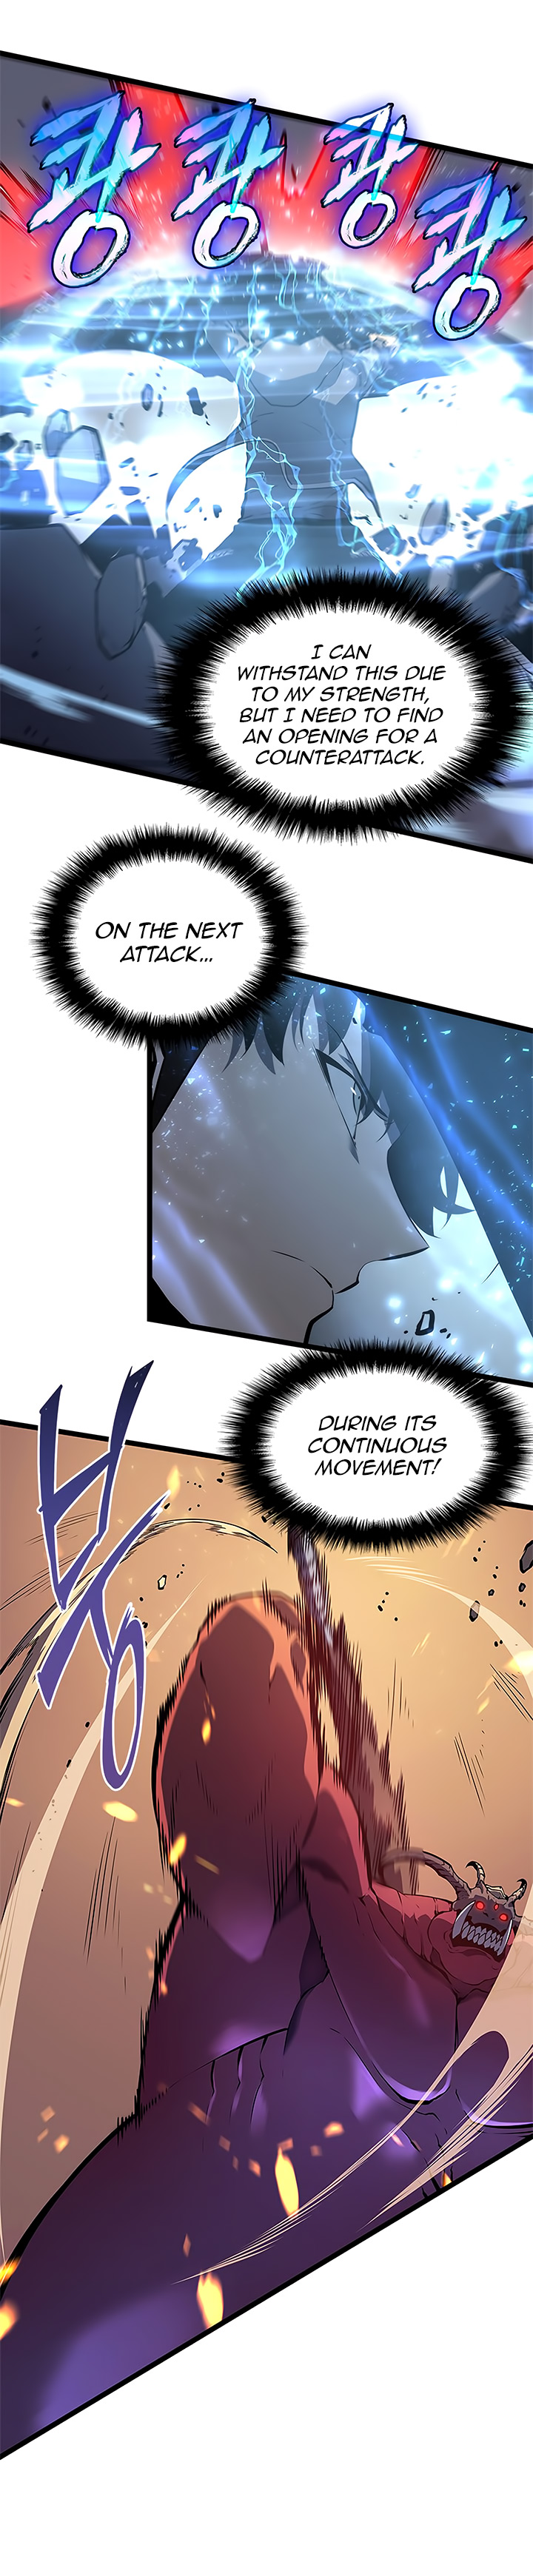 쾅 쾅 쾅 쾅
I CAN
WITHSTAND THIS DUE
TO MY STRENGTH,
BUT I NEED TO FIND
AN OPENING FOR A
COUNTERATTACK.
ON THE NEXT
ATTACK...
DURING ITS
CONTINUOUS
MOVEMENT!
부웅